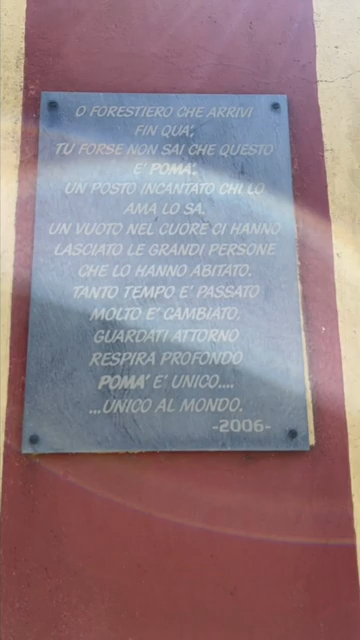 O FORESTIERO CHE ARRIVI
FIN QUA',
TU FORSE NON SAI CHE QUESTO
E' POMA',
UN POSTO INCANTATO CHI LO
AMA LO SA.
UN VUOTO NEL CUORE CI HANNO
LASCIATO LE GRANDI PERSONE
CHE LO HANNO ABITATO.
TANTO TEMPO E' PASSATO
MOLTO E' CAMBIATO.
GUARDATI ATTORNO
RESPIRA PROFONDO
POMA' E' UNICO....
...UNICO AL MONDO.
-2006-